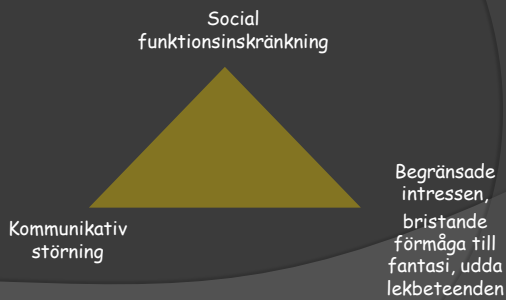 Social
funktionsinskränkning
Begränsade
intressen,
bristande
förmåga till
fantasi, udda
lekbeteenden
Kommunikativ
störning